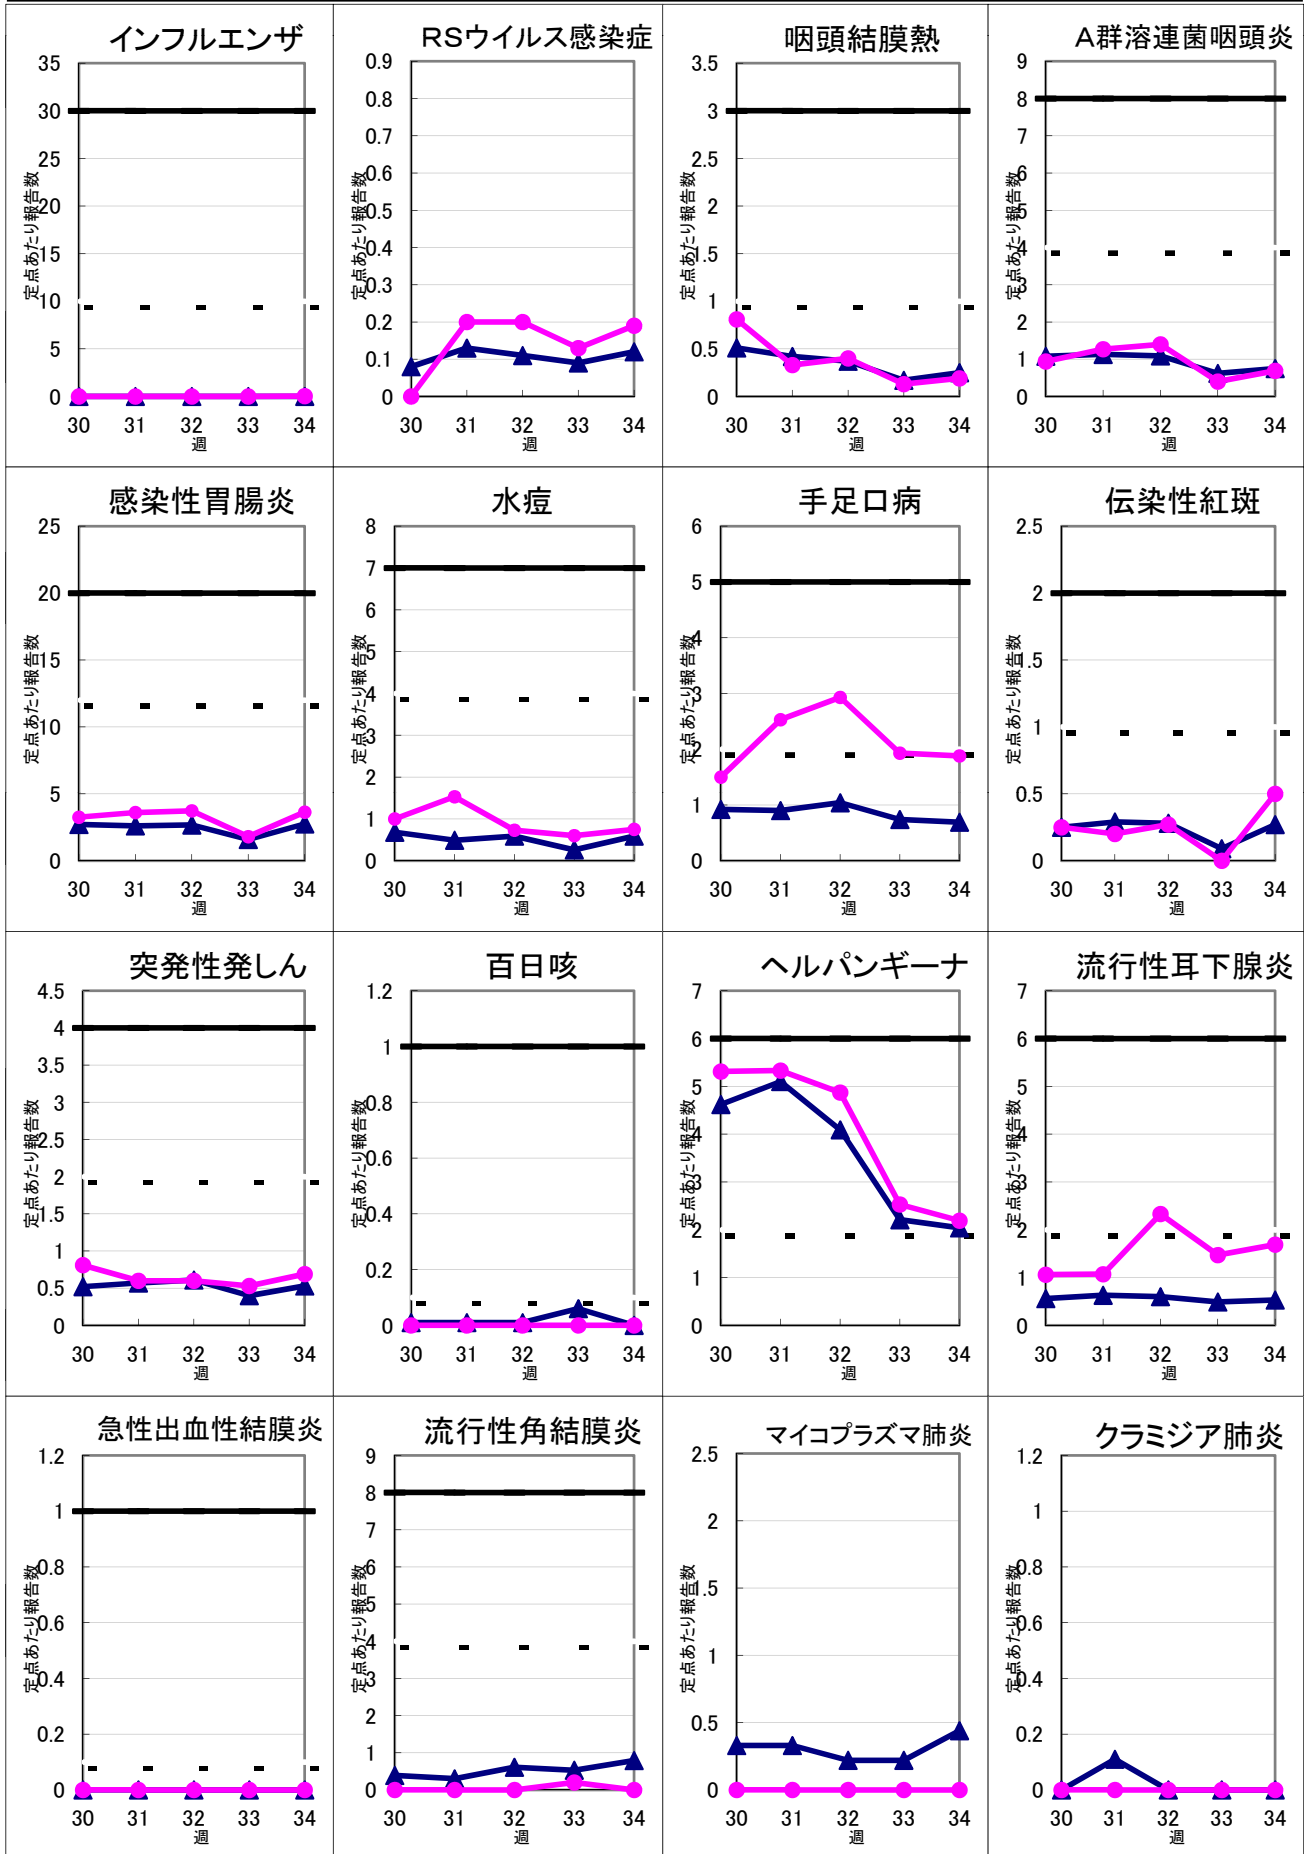 インフルエンザ
35
30
25
20
15
10
5
0
30 31 32 33 34
週
定点あたり報告数
RSウイルス感染症
0.9
0.8
0.7
0.6
0.5
0.4
0.3
0.2
0.1
0
30 31 32 33 34
週
定点あたり報告数
咽頭結膜熱
3.5
3
2.5
2
1.5
1
0.5
0
30 31 32 33 34
週
定点あたり報告数
A群溶連菌咽頭炎
9
8
7
6
5
4
3
2
1
0
30 31 32 33 34
週
定点あたり報告数
感染性胃腸炎
25
20
15
10
5
0
30 31 32 33 34
週
定点あたり報告数
水痘
8
7
6
5
4
3
2
1
0
30 31 32 33 34
週
定点あたり報告数
手足口病
6
5
4
3
2
1
0
30 31 32 33 34
週
定点あたり報告数
伝染性紅斑
2.5
2
1.5
1
0.5
0
30 31 32 33 34
週
定点あたり報告数
突発性発しん
4.5
4
3.5
3
2.5
2
1.5
1
0.5
0
30 31 32 33 34
週
定点あたり報告数
百日咳
1.2
1
0.8
0.6
0.4
0.2
0
30 31 32 33 34
週
定点あたり報告数
ヘルパンギーナ
7
6
5
4
3
2
1
0
30 31 32 33 34
週
定点あたり報告数
流行性耳下腺炎
7
6
5
4
3
2
1
0
30 31 32 33 34
週
定点あたり報告数
急性出血性結膜炎
1.2
1
0.8
0.6
0.4
0.2
0
30 31 32 33 34
週
定点あたり報告数
流行性角結膜炎
9
8
7
6
5
4
3
2
1
0
30 31 32 33 34
週
定点あたり報告数
マイコプラズマ肺炎
2.5
2
1.5
1
0.5
0
30 31 32 33 34
週
定点あたり報告数
クラミジア肺炎
1.2
1
0.8
0.6
0.4
0.2
0
30 31 32 33 34
週
定点あたり報告数